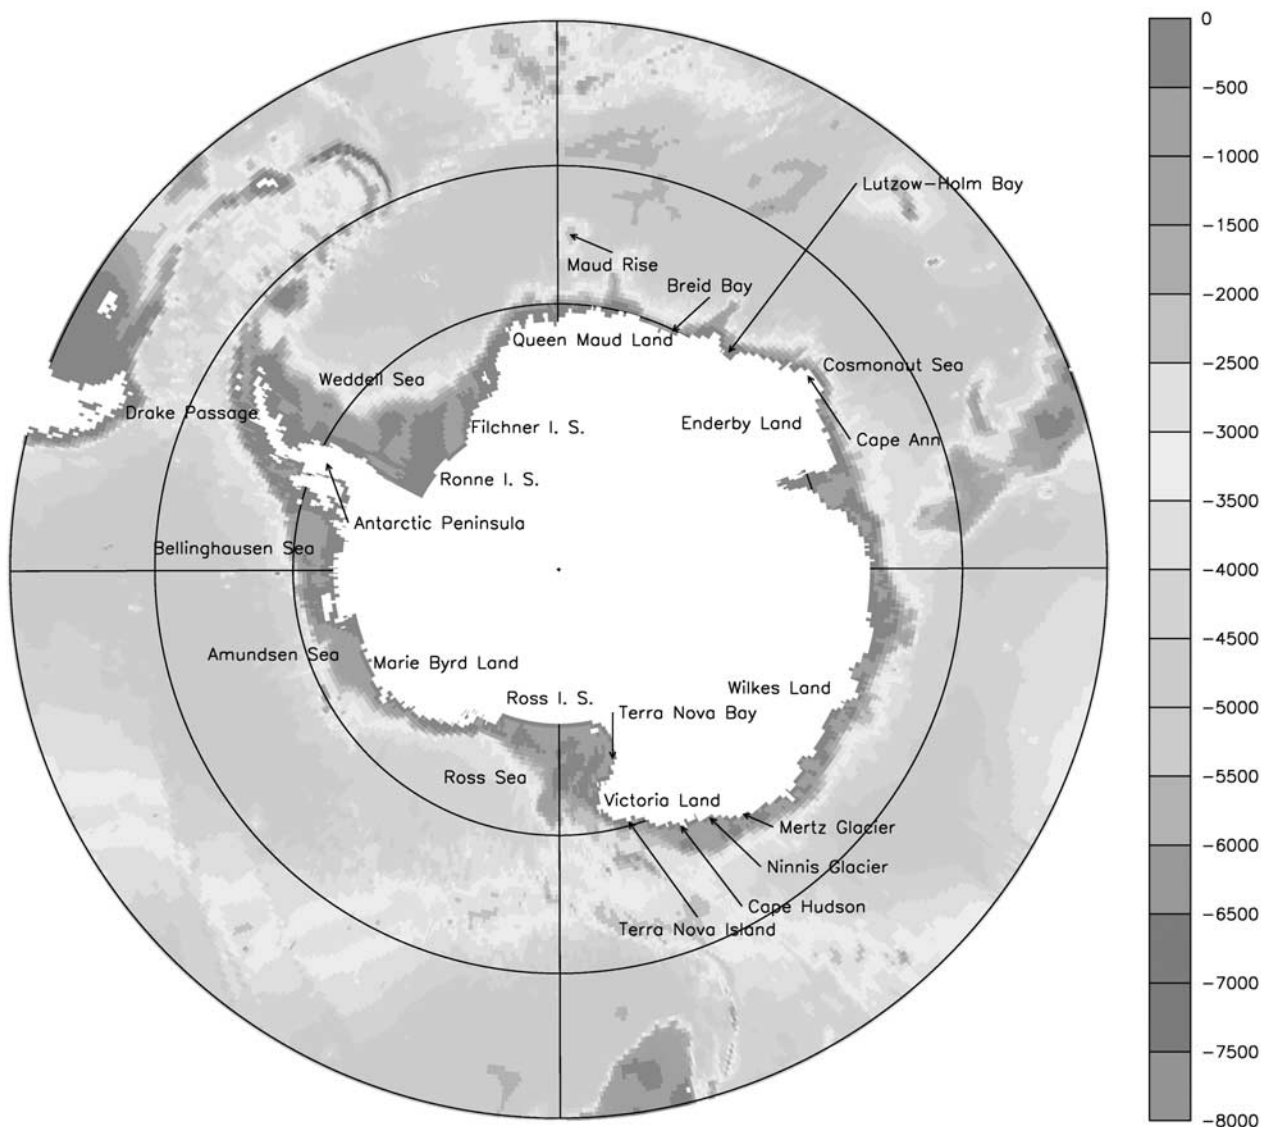 Lutzow-Holm Bay
Maud Rise
Breid Bay
Queen Maud Land
Cosmonaut Sea
Weddell Sea
Drake Passage
Filchner I. S.
Enderby Land
Cape Ann
Ronne I. S.
Antarctic Peninsula
Bellinghausen Sea
Amundsen Sea
Marie Byrd Land
Ross I. S.
Wilkes Land
Terra Nova Bay
Ross Sea
Victoria Land
Mertz Glacier
Ninnis Glacier
Cape Hudson
Terra Nova Island
0
-500
-1000
-1500
-2000
-2500
-3000
-3500
-4000
-4500
-5000
-5500
-6000
-6500
-7000
-7500
-8000